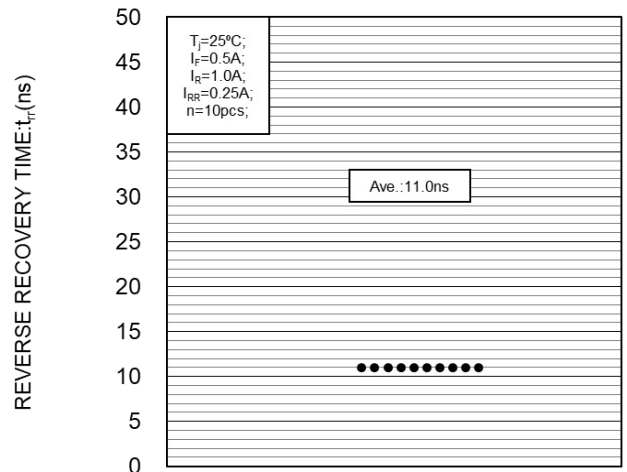 REVERSE RECOVERY TIME:trr(ns)
50
45
40
35
30
25
20
15
10
5
0
Tj=25⁰C;
IF=0.5A;
IR=1.0A;
IRR=0.25A;
n=10pcs;
Ave.:11.0ns